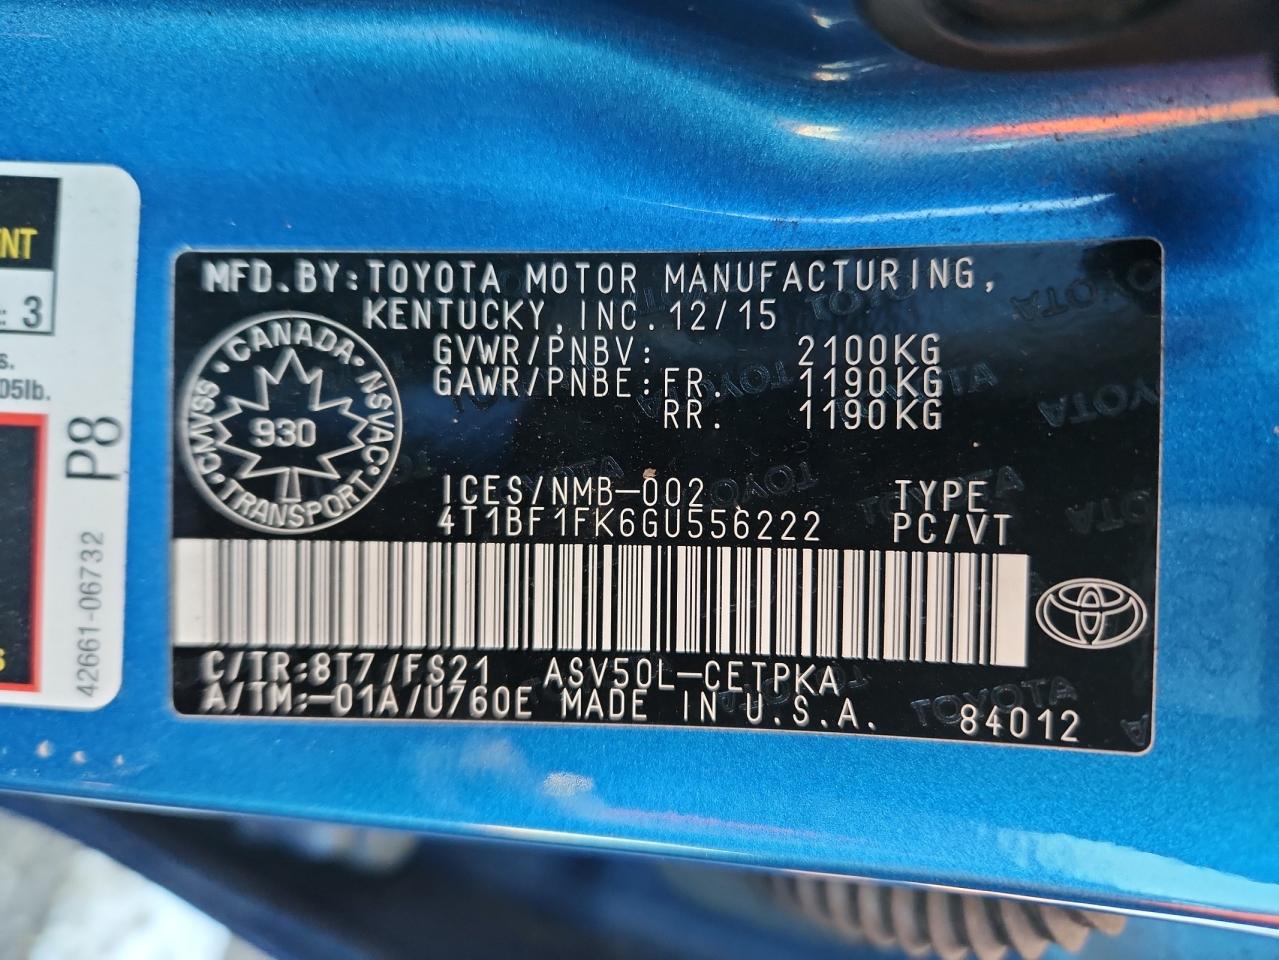 NT
: 3
s.
05lb.
P8
42661-06732
MFD.BY:TOYOTA MOTOR MANUFACTURING,
KENTUCKY, INC. 12/15
GVWR/PNBV: 2100KG
GAWR/PNBE:FR. 1190KG
RR. 1190KG
CANADA • NSVAC • TRANSPORT • CMVSS •
930
ICES/NMB-002 TYPE
4T1BF1FK6GU556222 PC/VT
C/TR:8T7/FS21 ASV50L-CETPKA
A/TM:-01A/U760E MADE IN U.S.A. 84012